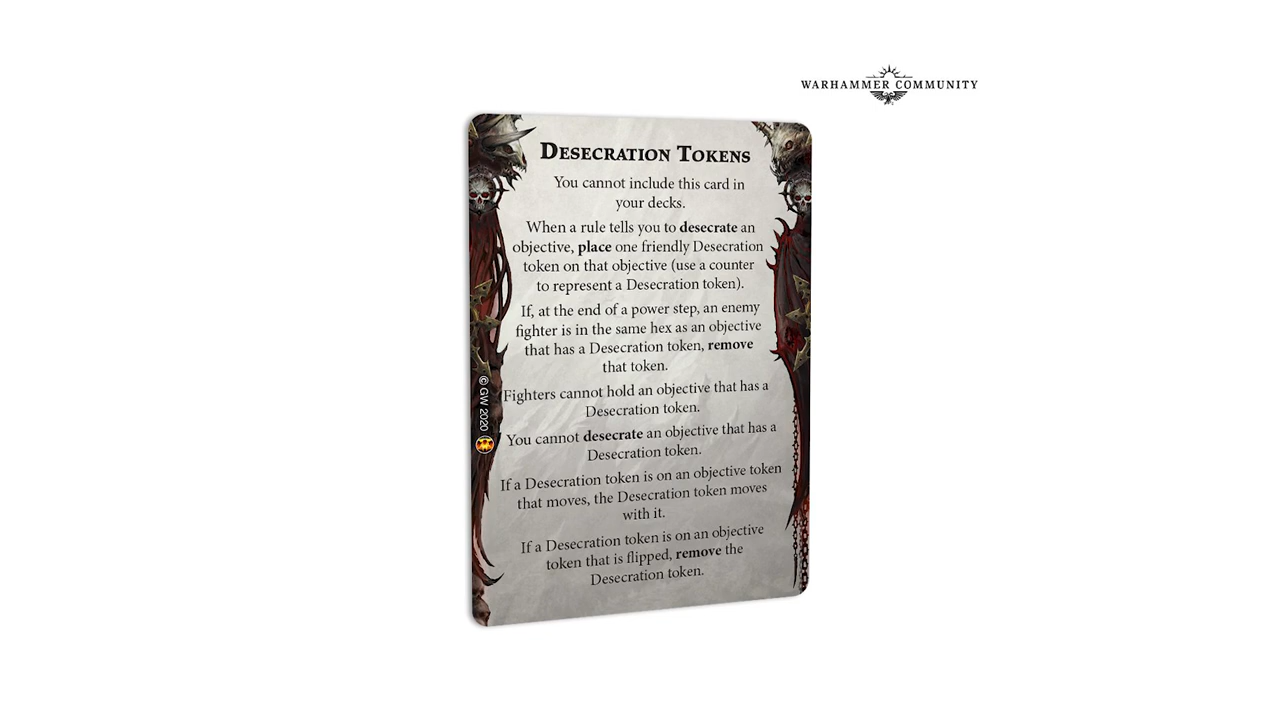 WARHAMMER COMMUNITY
DESECRATION TOKENS
You cannot include this card in
your decks.
When a rule tells you to desecrate an
objective, place one friendly Desecration
token on that objective (use a counter
to represent a Desecration token).
If, at the end of a power step, an enemy
fighter is in the same hex as an objective
that has a Desecration token, remove
that token.
Fighters cannot hold an objective that has a
Desecration token.
You cannot desecrate an objective that has a
Desecration token.
If a Desecration token is on an objective token
that moves, the Desecration token moves
with it.
If a Desecration token is on an objective
token that is flipped, remove the
Desecration token.
© GW 2020